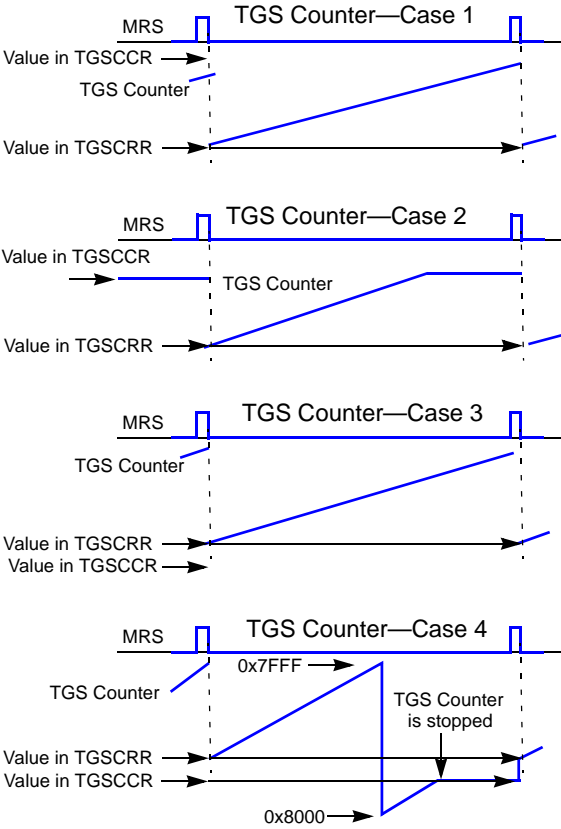 TGS Counter—Case 1
MRS
Value in TGSCCR
TGS Counter
Value in TGSCRR
TGS Counter—Case 2
MRS
Value in TGSCCR
TGS Counter
Value in TGSCRR
TGS Counter—Case 3
MRS
TGS Counter
Value in TGSCRR
Value in TGSCCR
TGS Counter—Case 4
MRS
0x7FFF
TGS Counter
TGS Counter
is stopped
Value in TGSCRR
Value in TGSCCR
0x8000